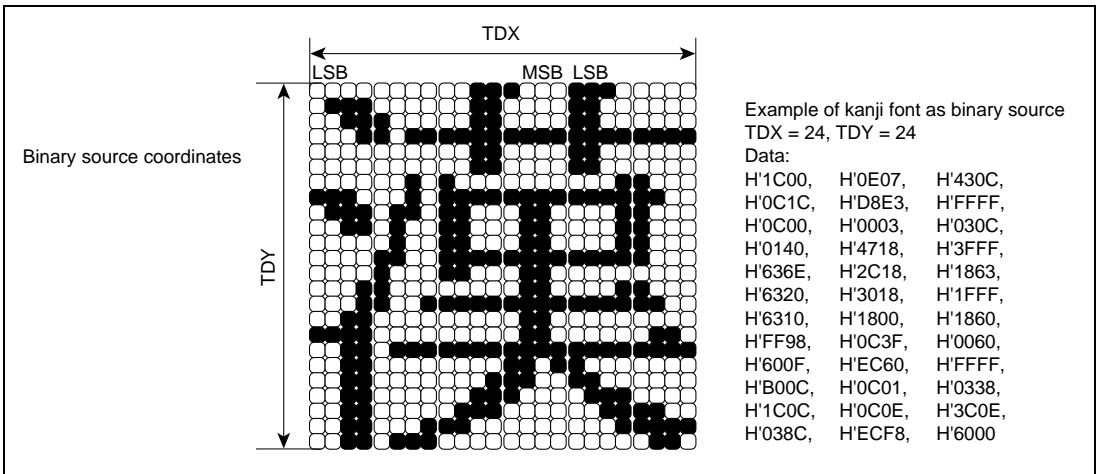 TDX
LSB MSB LSB
Binary source coordinates
TDY
Example of kanji font as binary source
TDX = 24, TDY = 24
Data:
H'1C00, H'0E07, H'430C,
H'0C1C, H'D8E3, H'FFFF,
H'0C00, H'0003, H'030C,
H'0140, H'4718, H'3FFF,
H'636E, H'2C18, H'1863,
H'6320, H'3018, H'1FFF,
H'6310, H'1800, H'1860,
H'FF98, H'0C3F, H'0060,
H'600F, H'EC60, H'FFFF,
H'B00C, H'0C01, H'0338,
H'1C0C, H'0C0E, H'3C0E,
H'038C, H'ECF8, H'6000